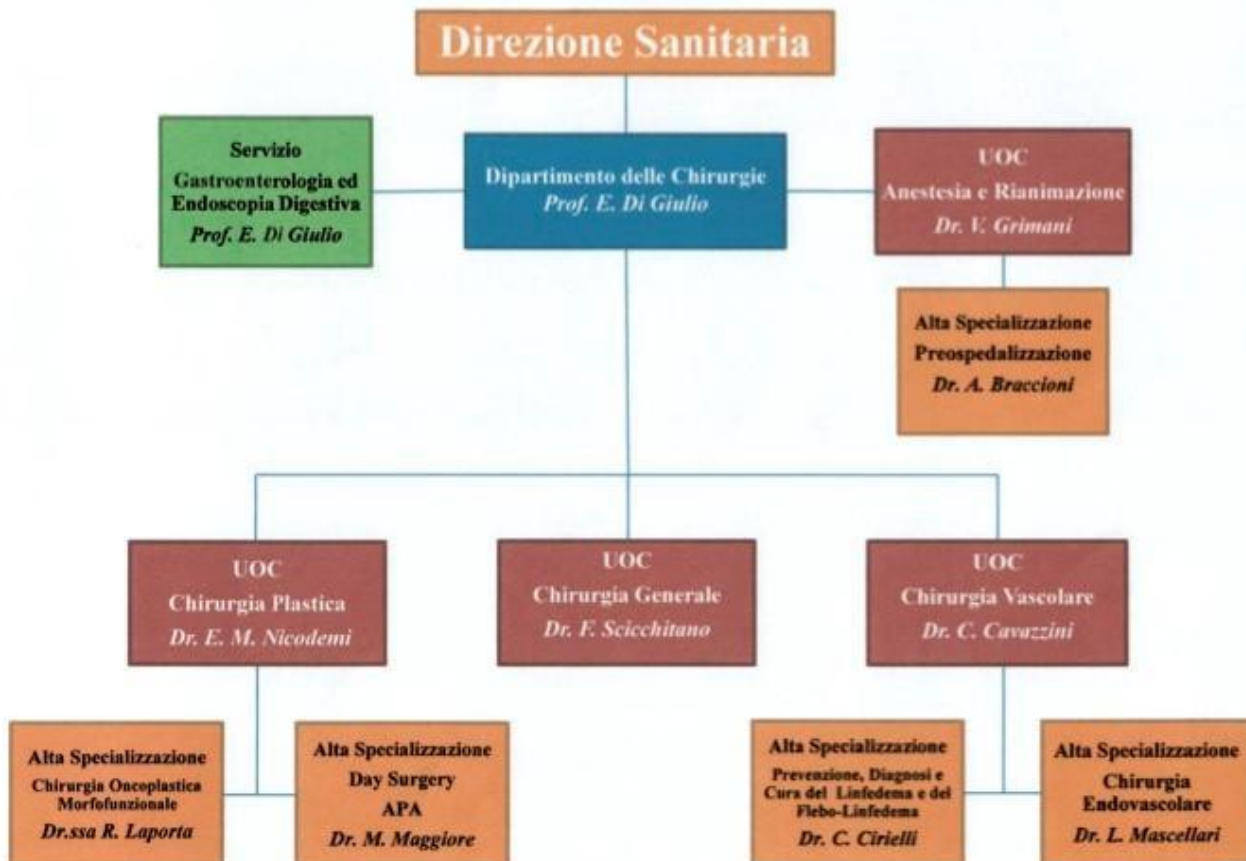 Direzione Sanitaria
Servizio
Gastroenterologia ed
Endoscopia Digestiva
Prof. E. Di Giulio
Dipartimento delle Chirurgie
Prof. E. Di Giulio
UOC
Anestesia e Rianimazione
Dr. V. Grimani
Alta Specializzazione
Preospedalizzazione
Dr. A. Braccioni
UOC
Chirurgia Plastica
Dr. E. M. Nicodemi
UOC
Chirurgia Generale
Dr. F. Scicchitano
UOC
Chirurgia Vascolare
Dr. C. Cavazzini
Alta Specializzazione
Chirurgia Oncoplastica
Morfofunzionale
Dr.ssa R. Laporta
Alta Specializzazione
Day Surgery
APA
Dr. M. Maggiore
Alta Specializzazione
Prevenzione, Diagnosi e
Cura del Linfedema e del
Flebo-Linfedema
Dr. C. Cirielli
Alta Specializzazione
Chirurgia
Endovascolare
Dr. L. Mascellari